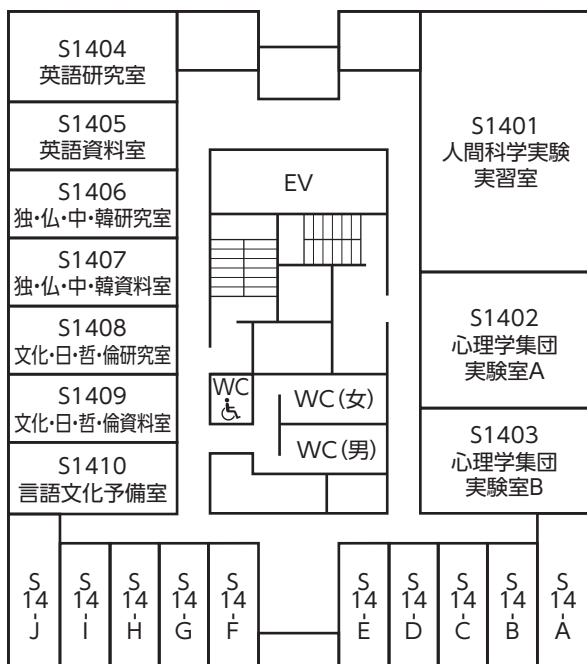 S1404
英語研究室
S1405
英語資料室
S1406
独・仏・中・韓研究室
S1407
独・仏・中・韓資料室
S1408
文化・日・哲・倫研究室
S1409
文化・日・哲・倫資料室
S1410
言語文化予備室
EV
WC
WC（女）
WC（男）
S1401
人間科学実験
実習室
S1402
心理学集団
実験室A
S1403
心理学集団
実験室B
S14-J
S14-I
S14-H
S14-G
S14-F
S14-E
S14-D
S14-C
S14-B
S14-A